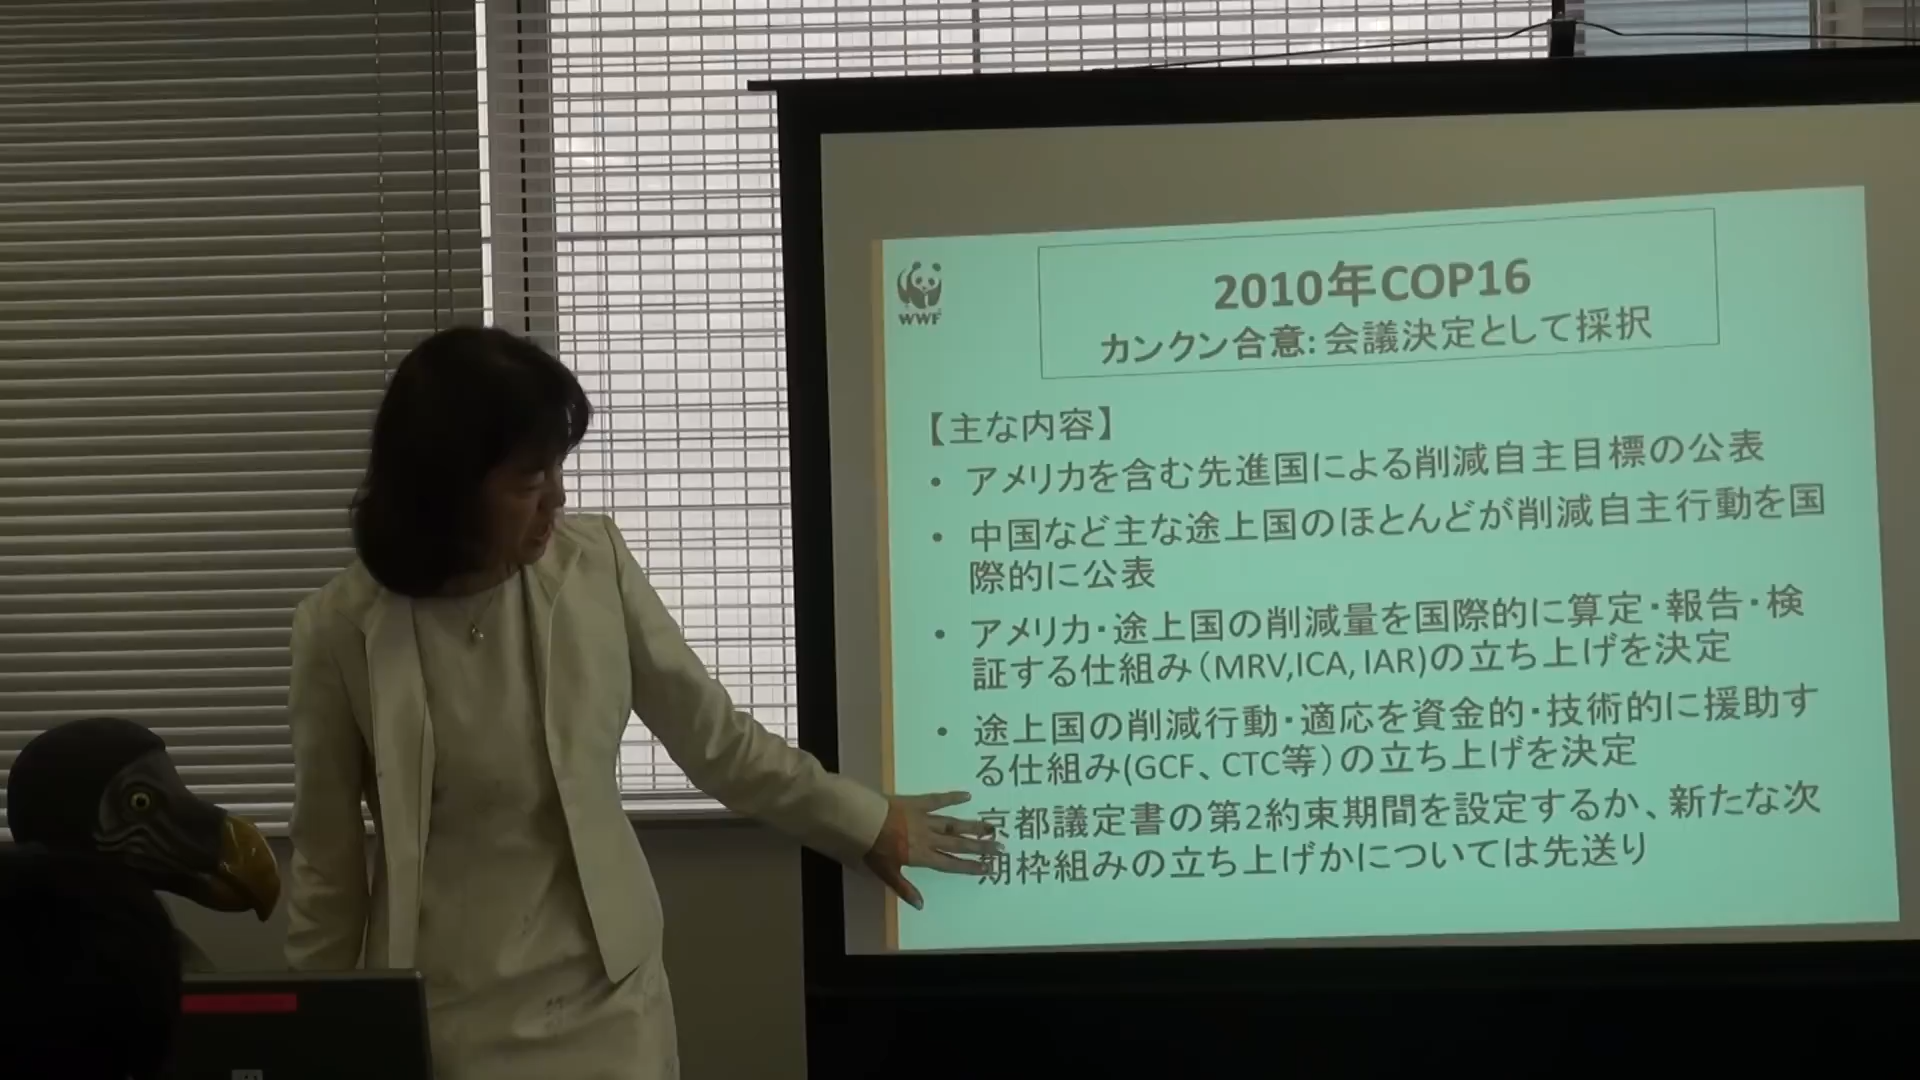 WWF
2010年COP16
カンクン合意: 会議決定として採択
【主な内容】
• アメリカを含む先進国による削減自主目標の公表
• 中国など主な途上国のほとんどが削減自主行動を国
際的に公表
• アメリカ・途上国の削減量を国際的に算定・報告・検
証する仕組み（MRV,ICA, IAR)の立ち上げを決定
• 途上国の削減行動・適応を資金的・技術的に援助す
る仕組み(GCF、CTC等）の立ち上げを決定
京都議定書の第2約束期間を設定するか、新たな次
期枠組みの立ち上げかについては先送り